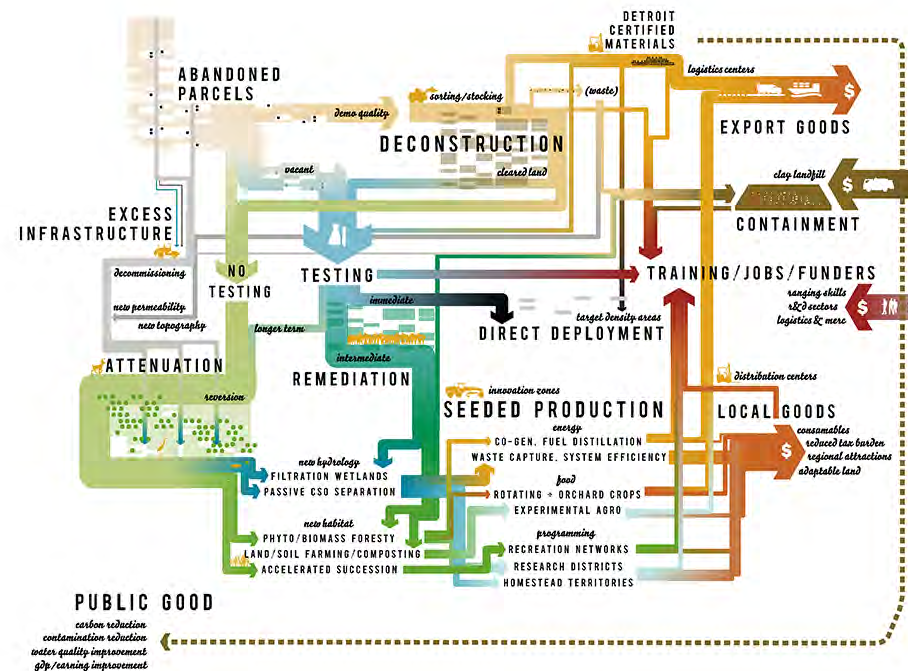 DETROIT
CERTIFIED
MATERIALS
logistics centers
ABANDONED
PARCELS
sorting/stocking
(waste)
demo quality
$
EXPORT GOODS
DECONSTRUCTION
vacant
cleared land
clay landfill
$
EXCESS
INFRASTRUCTURE
CONTAINMENT
decommissioning
NO
TESTING
TESTING
TRAINING/JOBS/FUNDERS
ranging skills
r&d sectors
logistics & merc
$
immediate
new permeability
new topography
longer term
target density areas
DIRECT DEPLOYMENT
intermediate
ATTENUATION
REMEDIATION
distribution centers
reversion
innovation zones
SEEDED PRODUCTION
LOCAL GOODS
energy
consumables
CO-GEN. FUEL DISTILLATION
reduced tax burden
WASTE CAPTURE. SYSTEM EFFICIENCY
$
regional attractions
adaptable land
new hydrology
FILTRATION WETLANDS
PASSIVE CSO SEPARATION
food
ROTATING + ORCHARD CROPS
EXPERIMENTAL AGRO
new habitat
PHYTO/BIOMASS FORESTY
programming
LAND/SOIL FARMING/COMPOSTING
RECREATION NETWORKS
ACCELERATED SUCCESSION
RESEARCH DISTRICTS
HOMESTEAD TERRITORIES
PUBLIC GOOD
carbon reduction
contamination reduction
water quality improvement
gdp/earning improvement